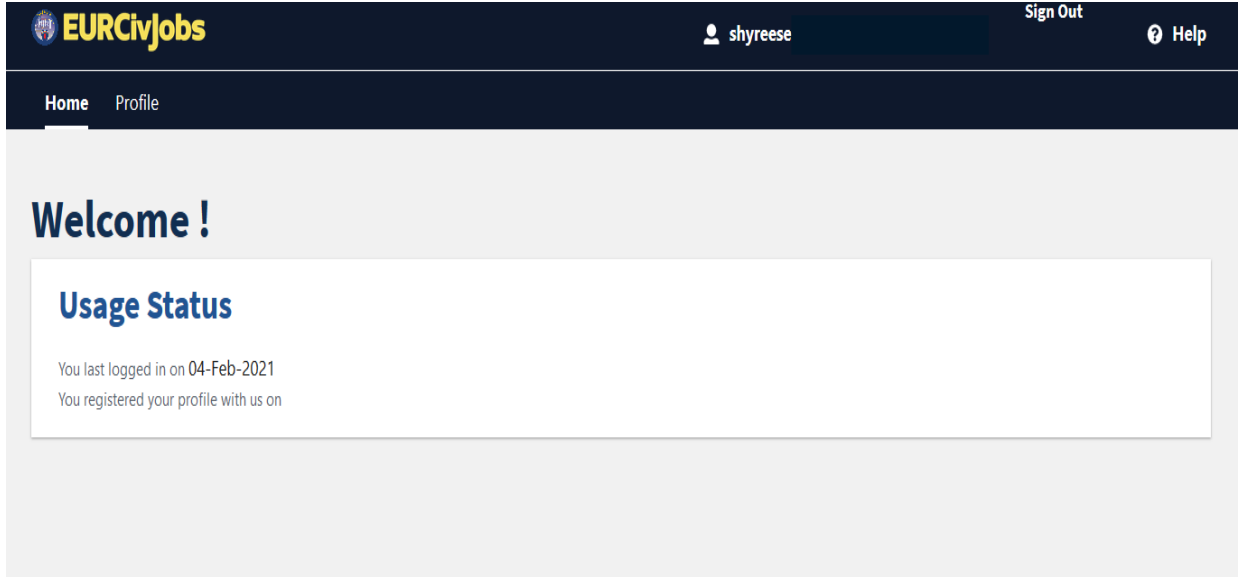 EURCivJobs
shyreese
Sign Out
Help
Home Profile
Welcome !
Usage Status
You last logged in on 04-Feb-2021
You registered your profile with us on